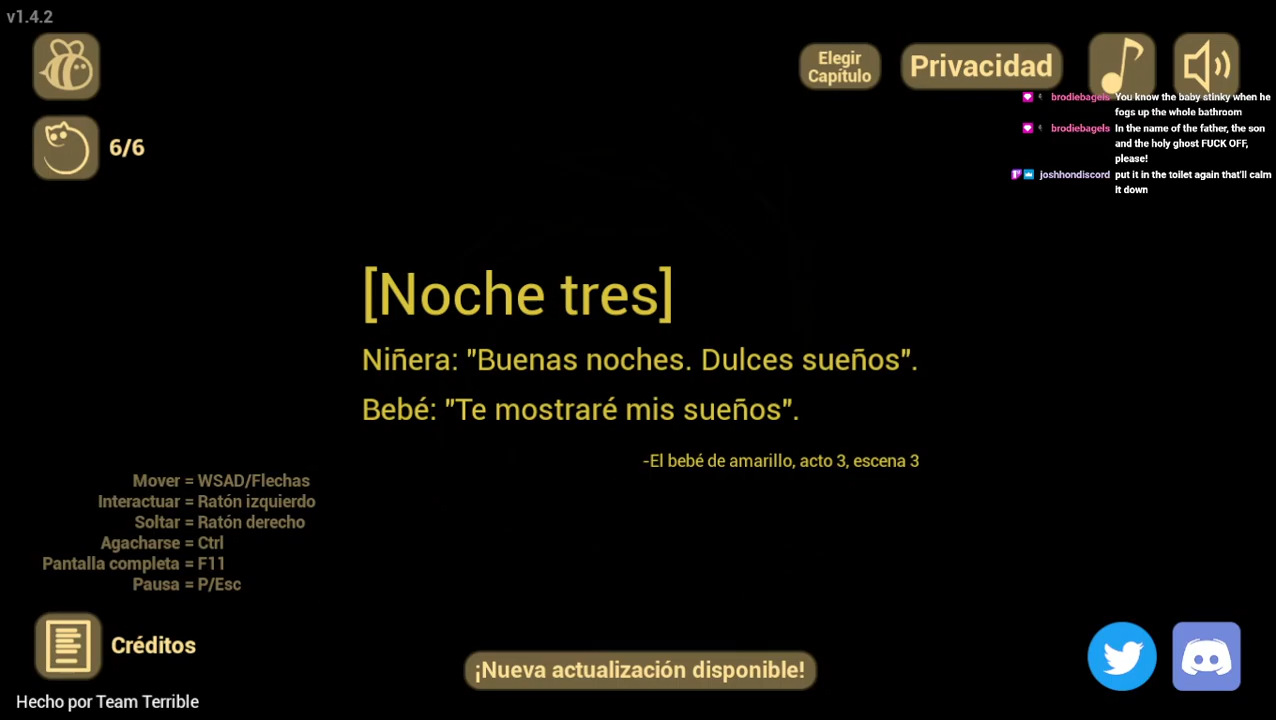 v1.4.2
Elegir
Capítulo
Privacidad
6/6
brodiebagels You know the baby stinky when he
fogs up the whole bathroom
brodiebagels In the name of the father, the son
and the holy ghost FUCK OFF,
please!
joshhondiscord put it in the toilet again that'll calm
it down
[Noche tres]
Niñera: "Buenas noches. Dulces sueños".
Bebé: "Te mostraré mis sueños".
-El bebé de amarillo, acto 3, escena 3
Mover = WSAD/Flechas
Interactuar = Ratón izquierdo
Soltar = Ratón derecho
Agacharse = Ctrl
Pantalla completa = F11
Pausa = P/Esc
Créditos
¡Nueva actualización disponible!
Hecho por Team Terrible